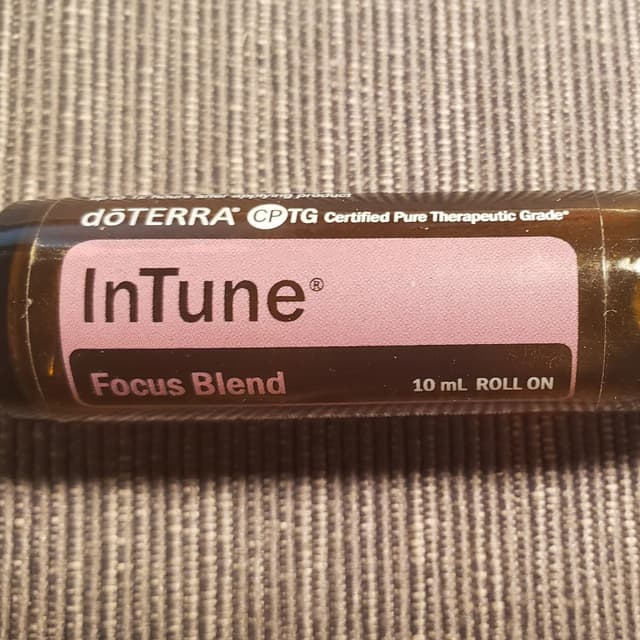 dōTERRA® CPTG Certified Pure Therapeutic Grade®
InTune®
Focus Blend
10 mL ROLL ON